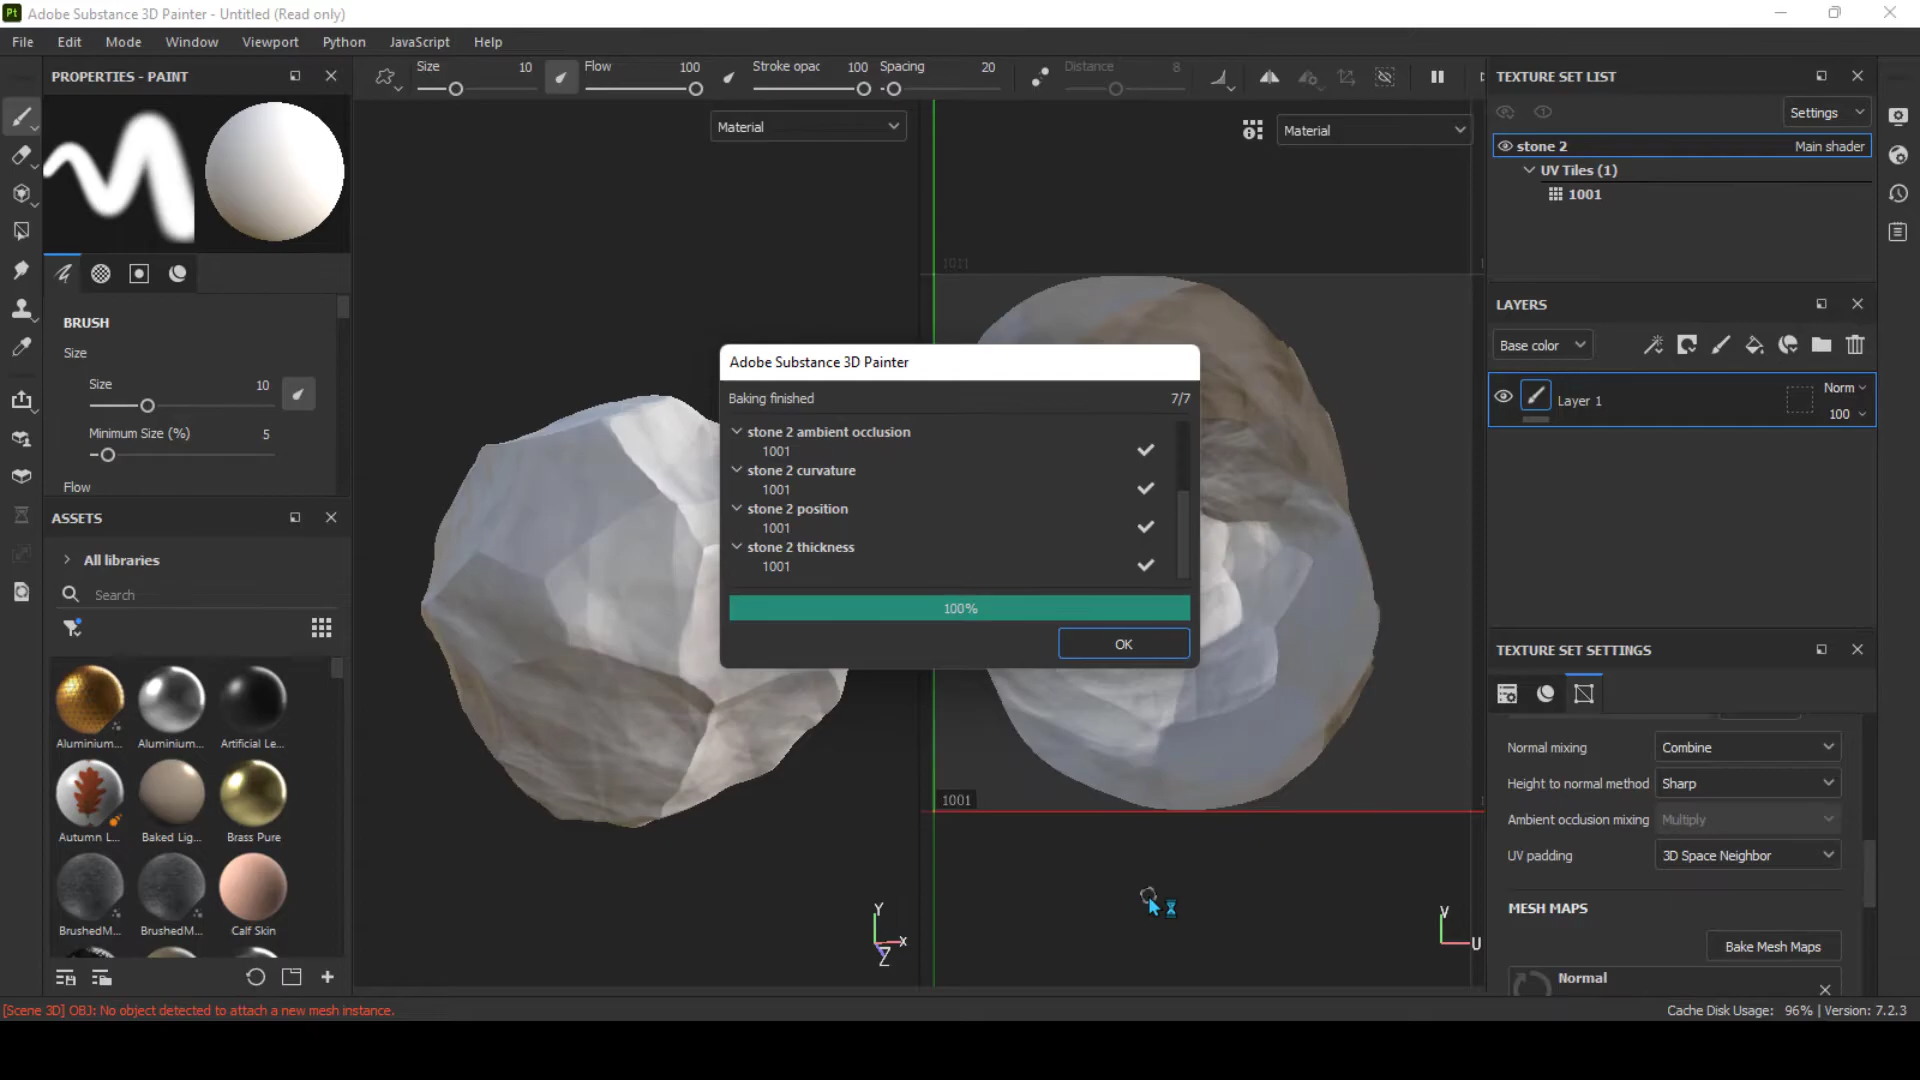 Pt Adobe Substance 3D Painter - Untitled (Read only)
File Edit Mode Window Viewport Python JavaScript Help
PROPERTIES - PAINT
Size 10 Flow 100 Stroke opac 100 Spacing 20 Distance 8
Material
Material
BRUSH
Size
Size 10
Minimum Size (%) 5
Flow
ASSETS
All libraries
Search
Aluminium... Aluminium... Artificial Le...
Autumn L... Baked Lig... Brass Pure
BrushedM... BrushedM... Calf Skin
1011
1001
Y
X
Z
V
U
Adobe Substance 3D Painter
Baking finished 7/7
stone 2 ambient occlusion
1001
stone 2 curvature
1001
stone 2 position
1001
stone 2 thickness
1001
100%
OK
TEXTURE SET LIST
Settings
stone 2 Main shader
UV Tiles (1)
1001
LAYERS
Base color
Layer 1
Norm
100
TEXTURE SET SETTINGS
Normal mixing Combine
Height to normal method Sharp
Ambient occlusion mixing Multiply
UV padding 3D Space Neighbor
MESH MAPS
Bake Mesh Maps
Normal
[Scene 3D] OBJ: No object detected to attach a new mesh instance.
Cache Disk Usage: 96% | Version: 7.2.3